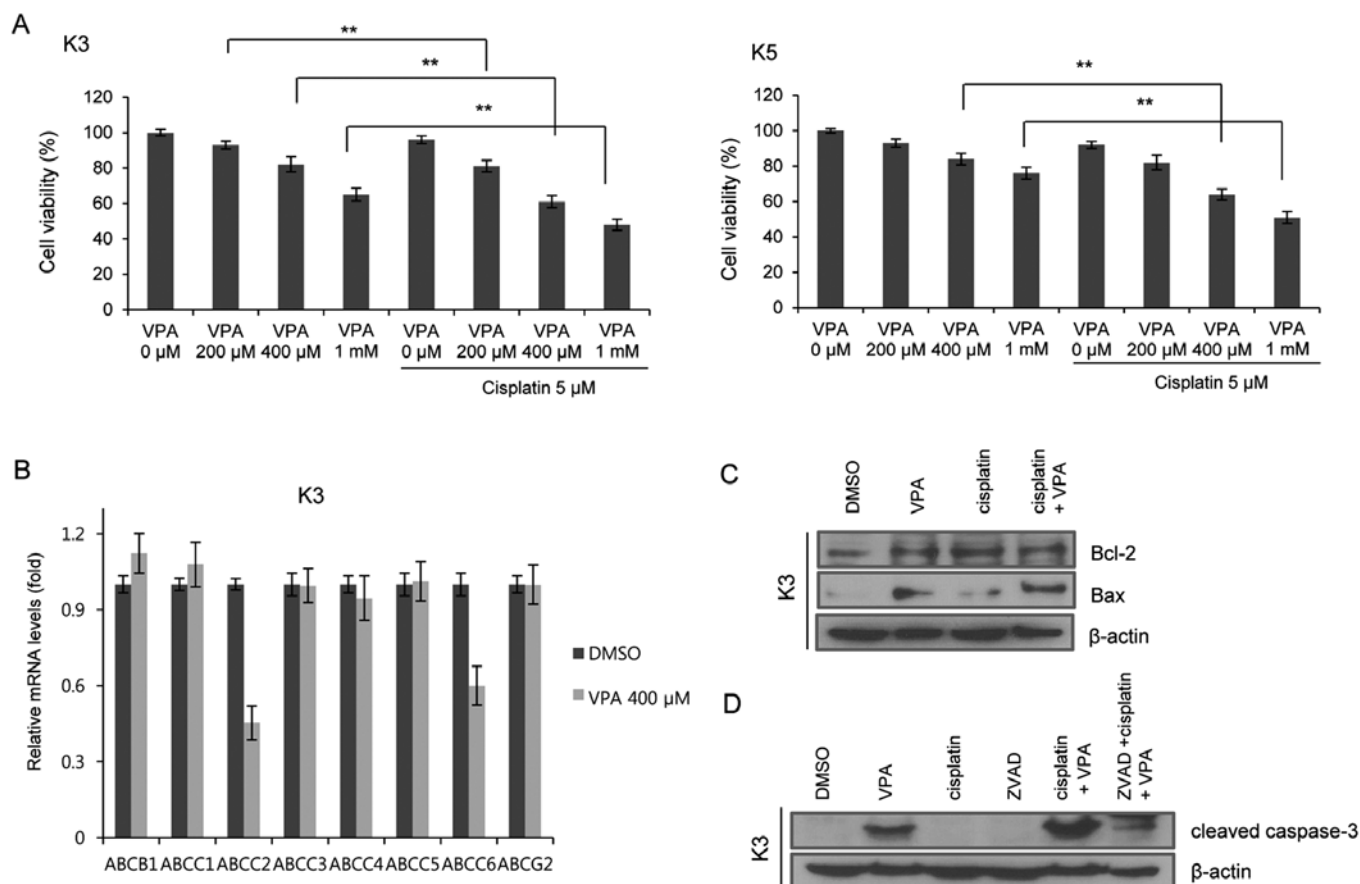 A
K3
**
**
**
Cell viability (%)
120
100
80
60
40
20
0
VPA 0 µM
VPA 200 µM
VPA 400 µM
VPA 1 mM
VPA 0 µM
VPA 200 µM
VPA 400 µM
VPA 1 mM
Cisplatin 5 µM
K5
**
**
Cell viability (%)
120
100
80
60
40
20
0
VPA 0 µM
VPA 200 µM
VPA 400 µM
VPA 1 mM
VPA 0 µM
VPA 200 µM
VPA 400 µM
VPA 1 mM
Cisplatin 5 µM
B
K3
Relative mRNA levels (fold)
1.2
0.9
0.6
0.3
0
ABCB1 ABCC1 ABCC2 ABCC3 ABCC4 ABCC5 ABCC6 ABCG2
DMSO
VPA 400 µM
C
DMSO
VPA
cisplatin
cisplatin
+ VPA
K3
Bcl-2
Bax
β-actin
D
DMSO
VPA
cisplatin
ZVAD
cisplatin
+ VPA
ZVAD +cisplatin
+ VPA
K3
cleaved caspase-3
β-actin